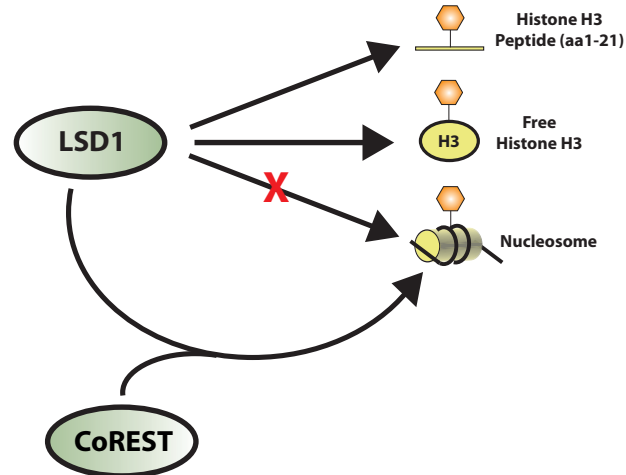 Histone H3
Peptide (aa1-21)
LSD1
H3
Free
Histone H3
X
Nucleosome
CoREST